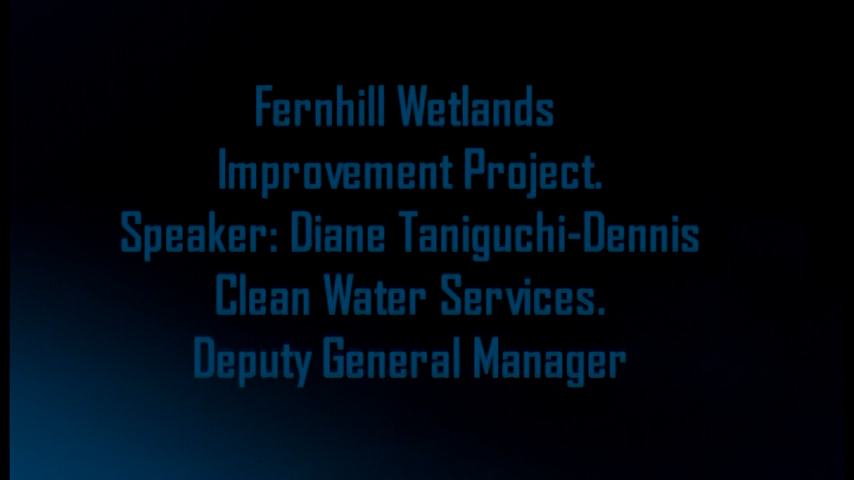 Fernhill Wetlands
Improvement Project.
Speaker: Diane Taniguchi-Dennis
Clean Water Services.
Deputy General Manager